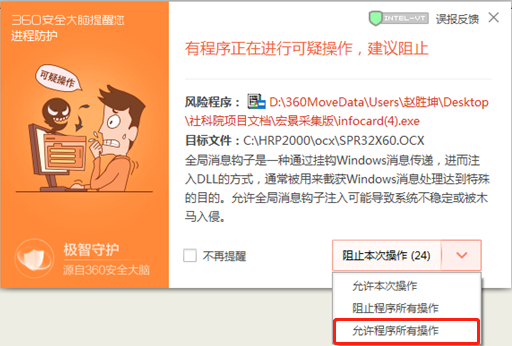 360安全大脑提醒您
进程防护
INTEL-VT
误报反馈
可疑操作
有程序正在进行可疑操作，建议阻止
风险程序： D:\360MoveData\Users\赵胜坤\Desktop
\社科院项目文档\宏景采集版\infocard(4).exe
目标文件：C:\HRP2000\ocx\SPR32X60.OCX
全局消息钩子是一种通过挂钩Windows消息传递，进而注
入DLL的方式，通常被用来截获Windows消息处理达到特殊
的目的。允许全局消息钩子注入可能导致系统不稳定或被木
马入侵。
极智守护
源自360安全大脑
不再提醒
阻止本次操作 (24)
允许本次操作
阻止程序所有操作
允许程序所有操作